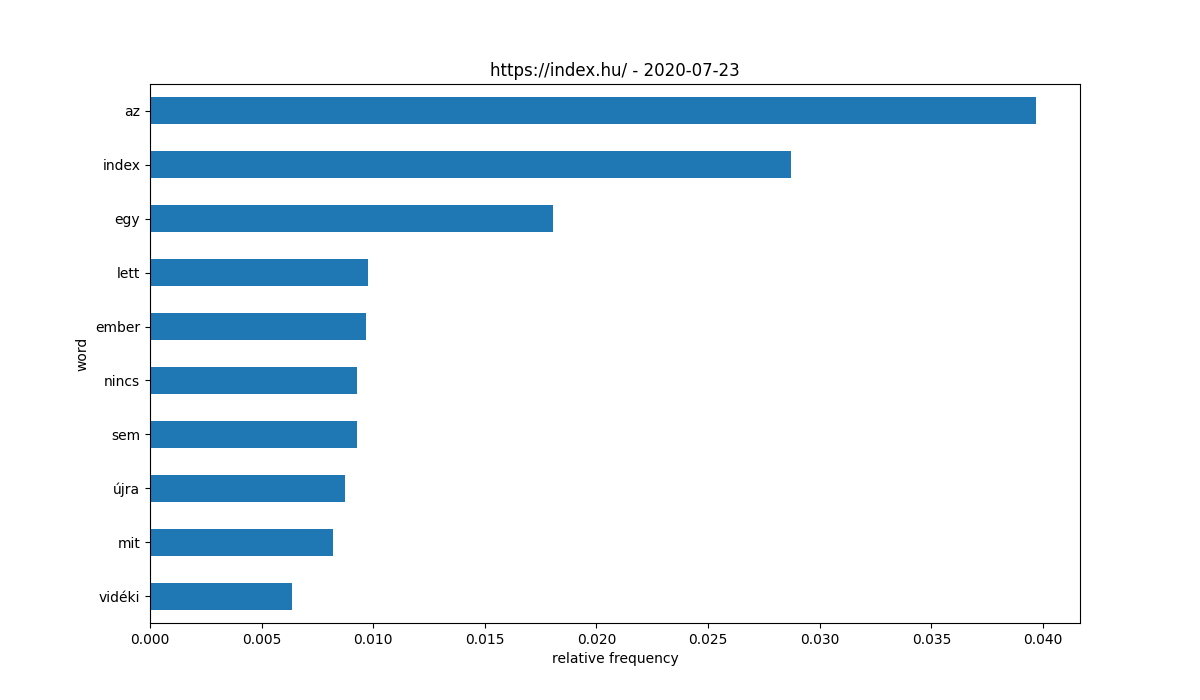 https://index.hu/ - 2020-07-23
az
index
egy
lett
ember
nincs
sem
újra
mit
vidéki
word
0.000 0.005 0.010 0.015 0.020 0.025 0.030 0.035 0.040
relative frequency